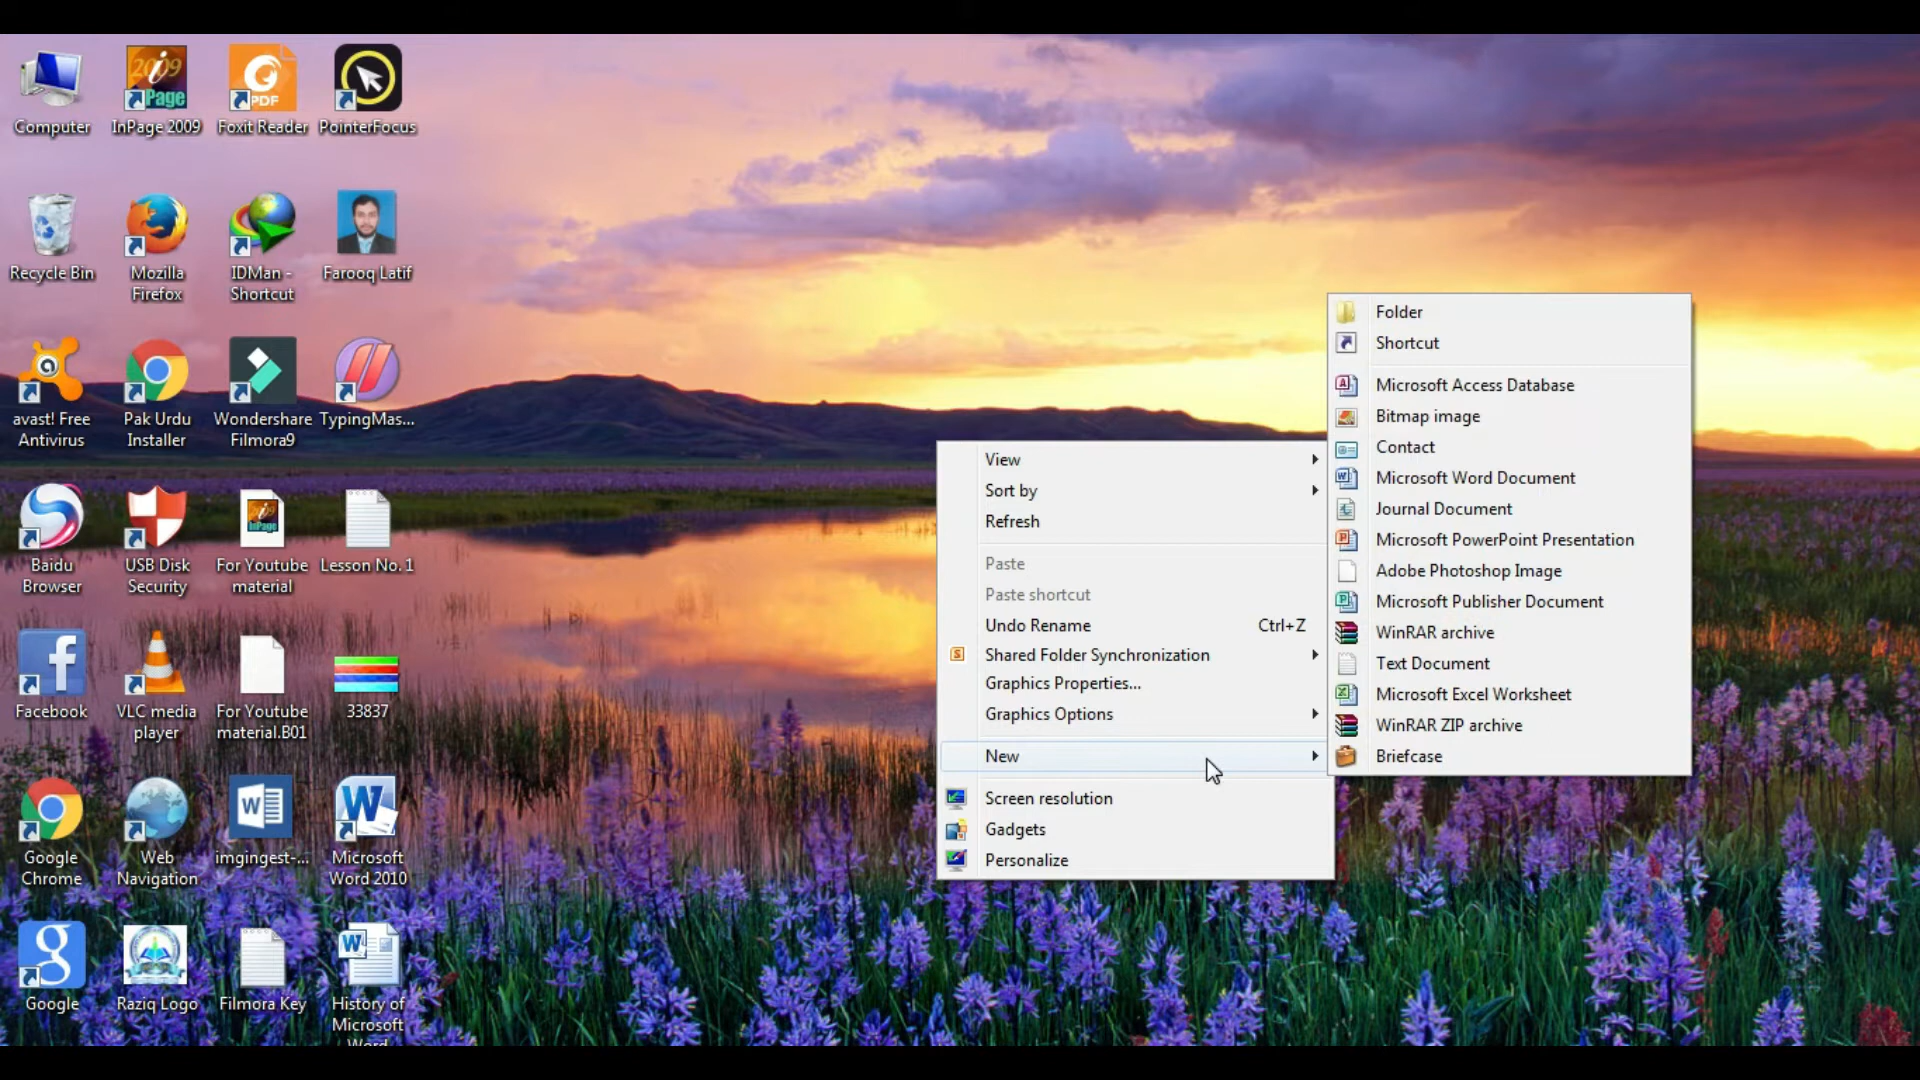 Computer
InPage 2009
Foxit Reader
PointerFocus
Recycle Bin
Mozilla
Firefox
IDMan -
Shortcut
Farooq Latif
avast! Free
Antivirus
Pak Urdu
Installer
Wondershare
Filmora9
TypingMas...
Baidu
Browser
USB Disk
Security
For Youtube
material
Lesson No. 1
Facebook
VLC media
player
For Youtube
material.B01
33837
Google
Chrome
Web
Navigation
imgingest-...
Microsoft
Word 2010
Google
Raziq Logo
Filmora Key
History of
Microsoft
Word
View
Sort by
Refresh
Paste
Paste shortcut
Undo Rename Ctrl+Z
Shared Folder Synchronization
Graphics Properties...
Graphics Options
New
Screen resolution
Gadgets
Personalize
Folder
Shortcut
Microsoft Access Database
Bitmap image
Contact
Microsoft Word Document
Journal Document
Microsoft PowerPoint Presentation
Adobe Photoshop Image
Microsoft Publisher Document
WinRAR archive
Text Document
Microsoft Excel Worksheet
WinRAR ZIP archive
Briefcase